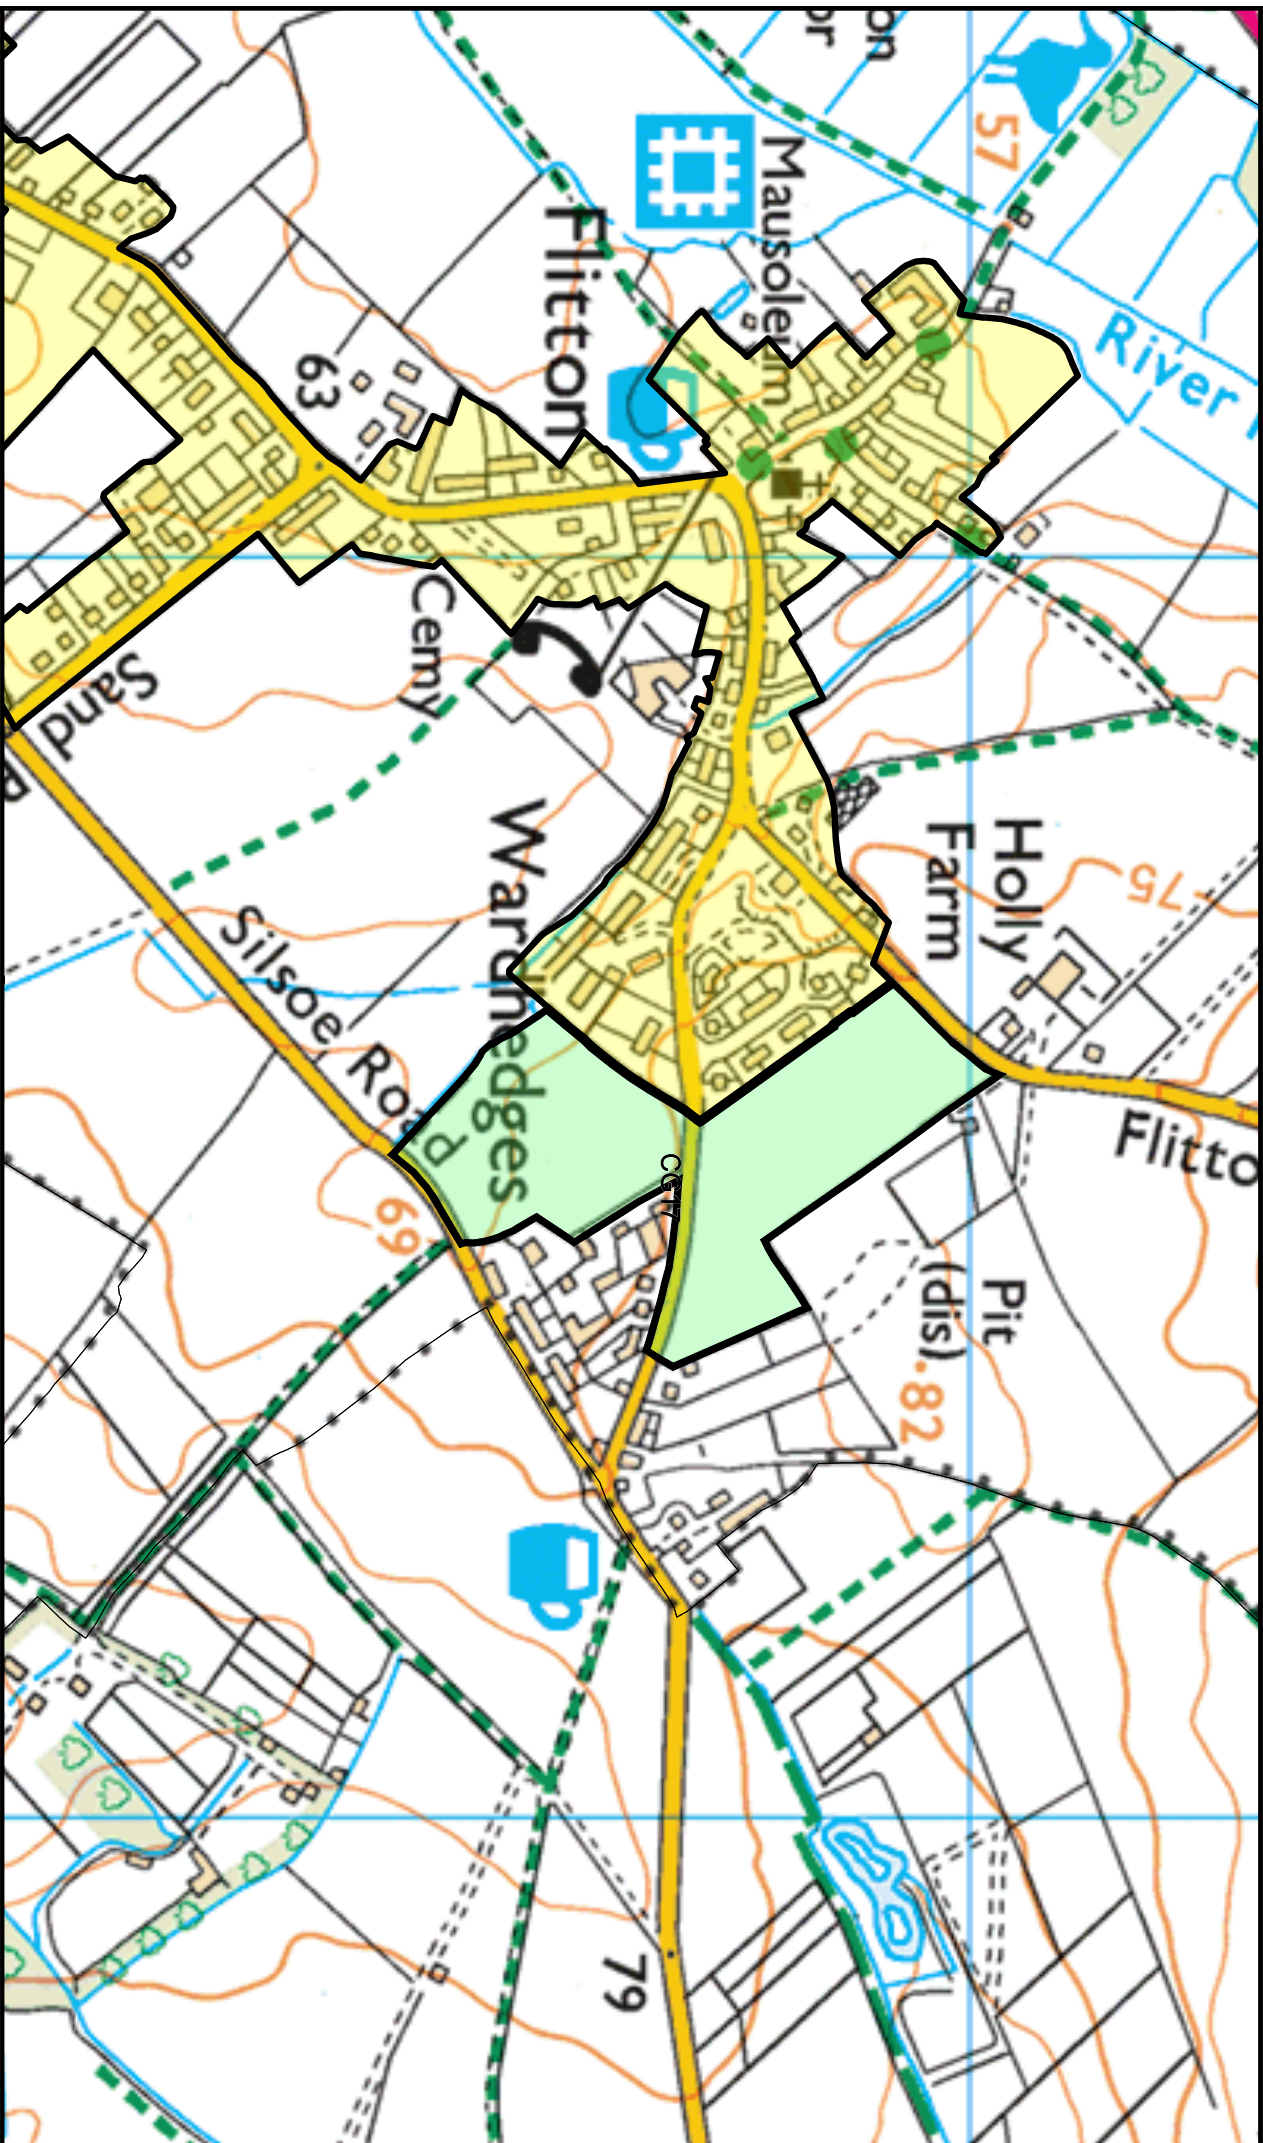 57
Mausoleum
Flitton
River
63
Cemy
Sand
Holly
Farm
75
Wardhedges
Silsoe Road
Flitto
CG17
69
Pit
(dis)
82
79